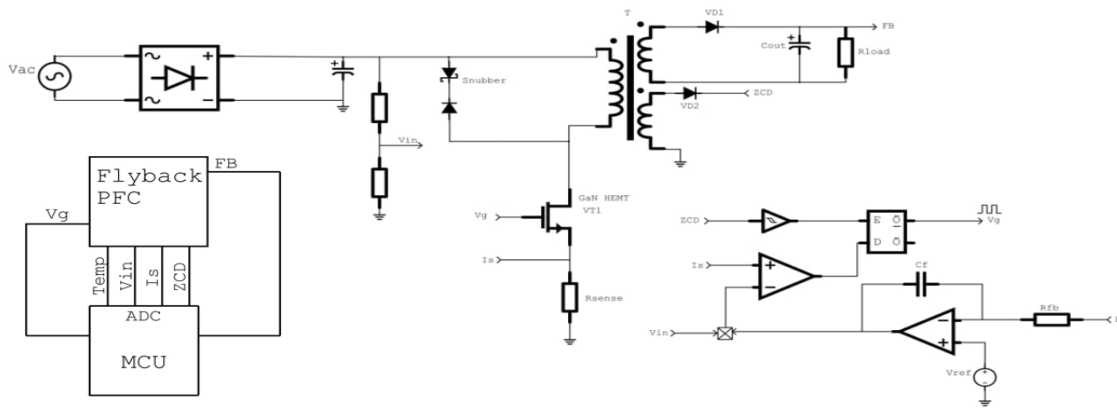 Vac
~ +
~ −
+
Vin
Snubber
T
VD1
FB
Cout
+
Rload
VD2
ZCD
GaN HEMT
VT1
Vg
Is
Rsense
Flyback
PFC
FB
Vg
Temp
Vin
Is
ZCD
ADC
MCU
ZCD
E Q
D Q
Vg
Is
+
−
Cf
Vin
−
+
Rfb
Vref
+
−